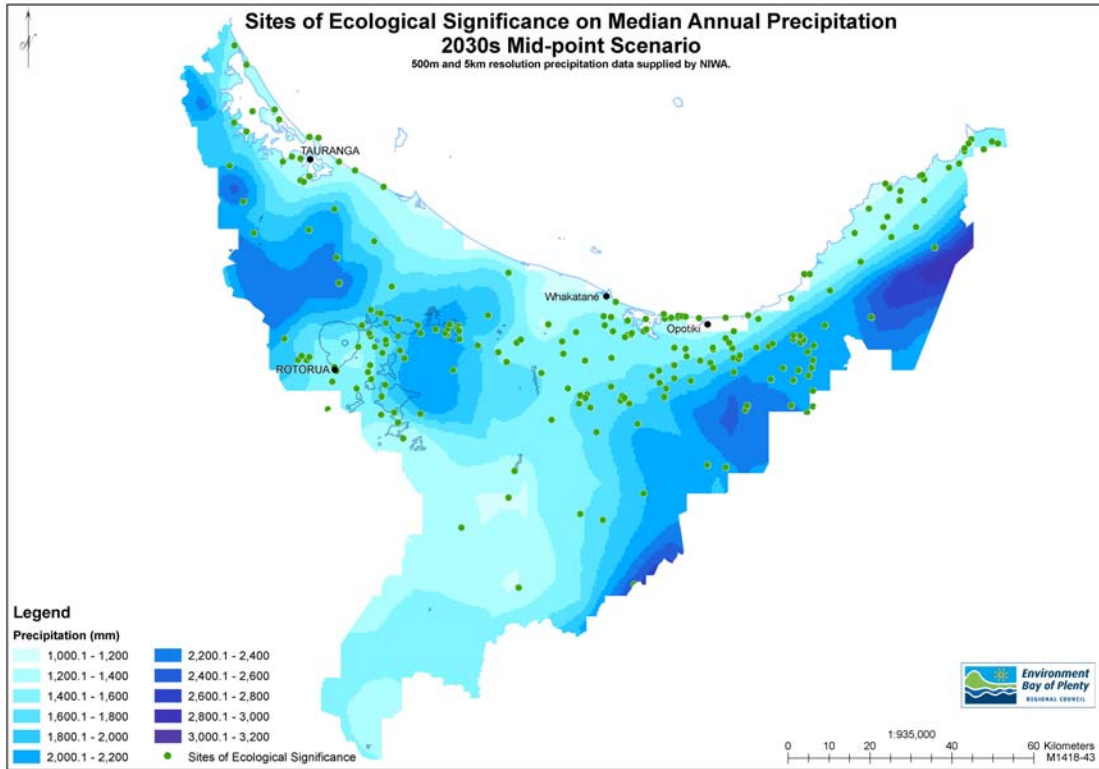 Sites of Ecological Significance on Median Annual Precipitation
2030s Mid-point Scenario
500m and 5km resolution precipitation data supplied by NIWA.
N
TAURANGA
Whakatane
Opotiki
ROTORUA
Legend
Precipitation (mm)
1,000.1 - 1,200
1,200.1 - 1,400
1,400.1 - 1,600
1,600.1 - 1,800
1,800.1 - 2,000
2,000.1 - 2,200
2,200.1 - 2,400
2,400.1 - 2,600
2,600.1 - 2,800
2,800.1 - 3,000
3,000.1 - 3,200
Sites of Ecological Significance
Environment
Bay of Plenty
REGIONAL COUNCIL
1:935,000
0 10 20 40 60 Kilometers
M1418-43